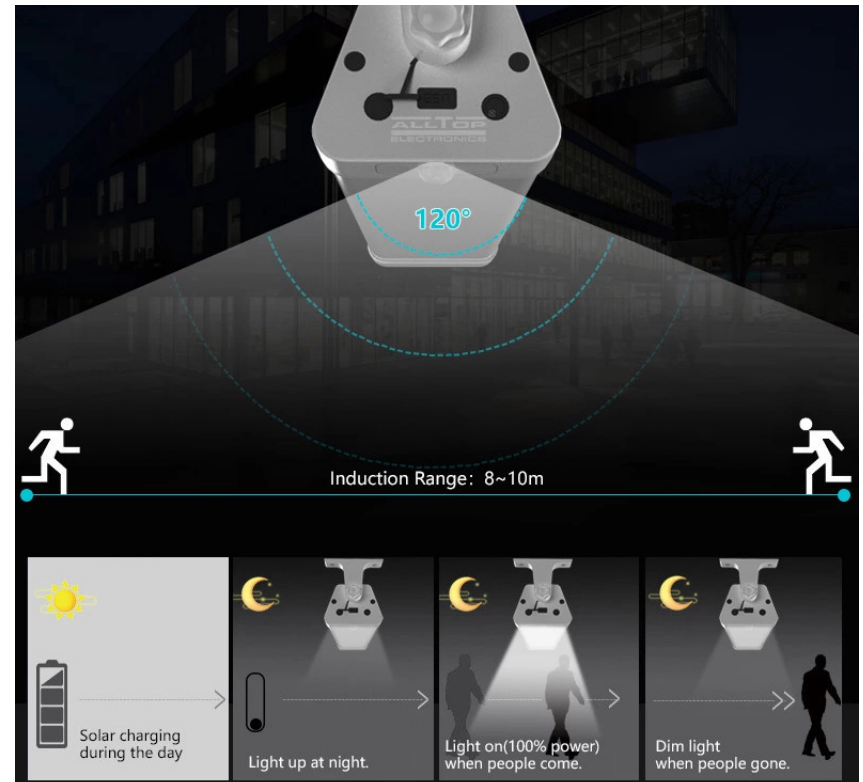 ALLTOP
ELECTRONICS
120°
Induction Range: 8~10m
Solar charging
during the day
Light up at night.
Light on(100% power)
when people come.
Dim light
when people gone.